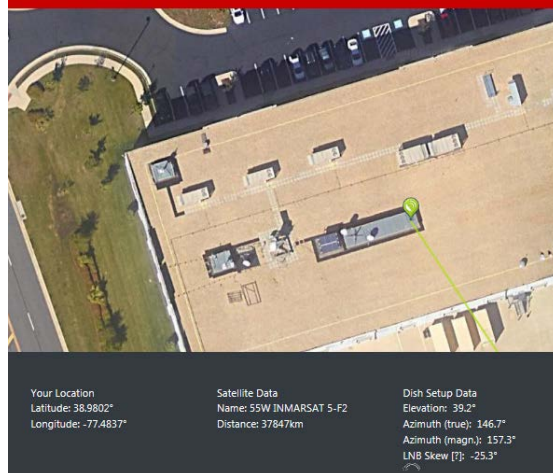 Your Location
Latitude: 38.9802°
Longitude: -77.4837°
Satellite Data
Name: 55W INMARSAT 5-F2
Distance: 37847km
Dish Setup Data
Elevation: 39.2°
Azimuth (true): 146.7°
Azimuth (magn.): 157.3°
LNB Skew [?]: -25.3°